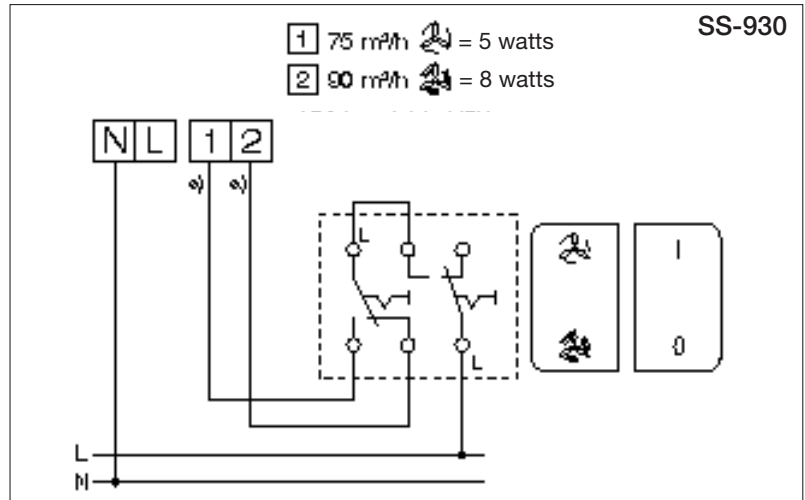 SS-930
1 75 m³/h = 5 watts
2 90 m³/h = 8 watts
N L 1 2
a) a)
L
I
0
L
L
N